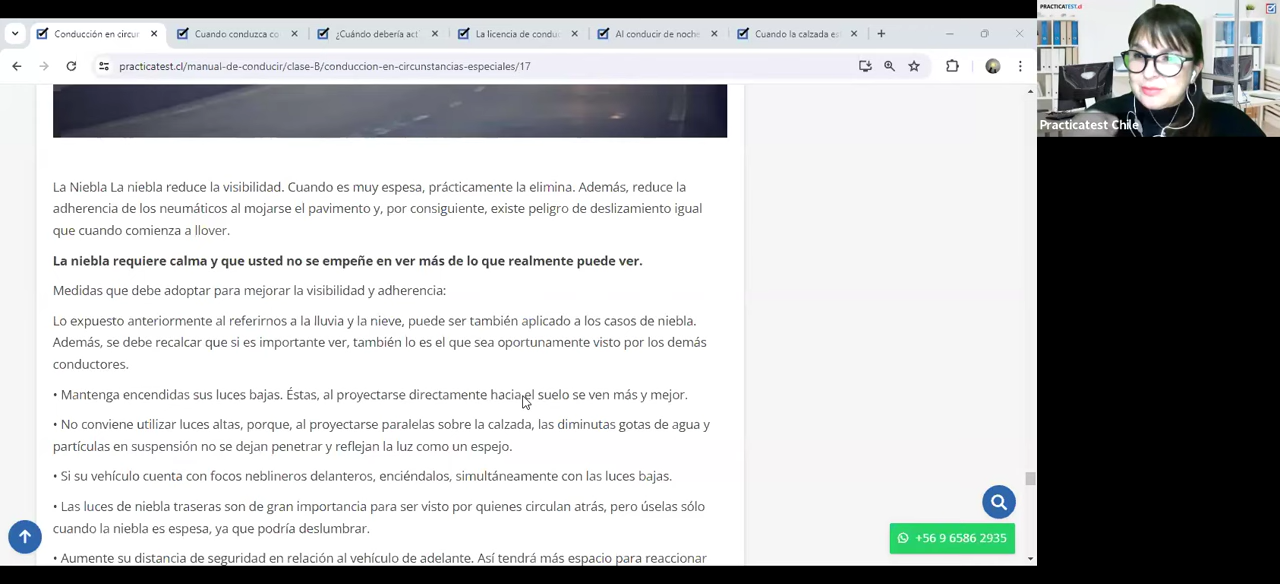 Conducción en circur
Cuando conduzca co
¿Cuándo debería act
La licencia de conduc
Al conducir de noche
Cuando la calzada es
practicatest.cl/manual-de-conducir/clase-B/conduccion-en-circunstancias-especiales/17
PRACTICATEST.cl
Practicatest Chile
La Niebla La niebla reduce la visibilidad. Cuando es muy espesa, prácticamente la elimina. Además, reduce la
adherencia de los neumáticos al mojarse el pavimento y, por consiguiente, existe peligro de deslizamiento igual
que cuando comienza a llover.
La niebla requiere calma y que usted no se empeñe en ver más de lo que realmente puede ver.
Medidas que debe adoptar para mejorar la visibilidad y adherencia:
Lo expuesto anteriormente al referirnos a la lluvia y la nieve, puede ser también aplicado a los casos de niebla.
Además, se debe recalcar que si es importante ver, también lo es el que sea oportunamente visto por los demás
conductores.
• Mantenga encendidas sus luces bajas. Éstas, al proyectarse directamente hacia el suelo se ven más y mejor.
• No conviene utilizar luces altas, porque, al proyectarse paralelas sobre la calzada, las diminutas gotas de agua y
partículas en suspensión no se dejan penetrar y reflejan la luz como un espejo.
• Si su vehículo cuenta con focos neblineros delanteros, enciéndalos, simultáneamente con las luces bajas.
• Las luces de niebla traseras son de gran importancia para ser visto por quienes circulan atrás, pero úselas sólo
cuando la niebla es espesa, ya que podría deslumbrar.
• Aumente su distancia de seguridad en relación al vehículo de adelante. Así tendrá más espacio para reaccionar
+56 9 6586 2935